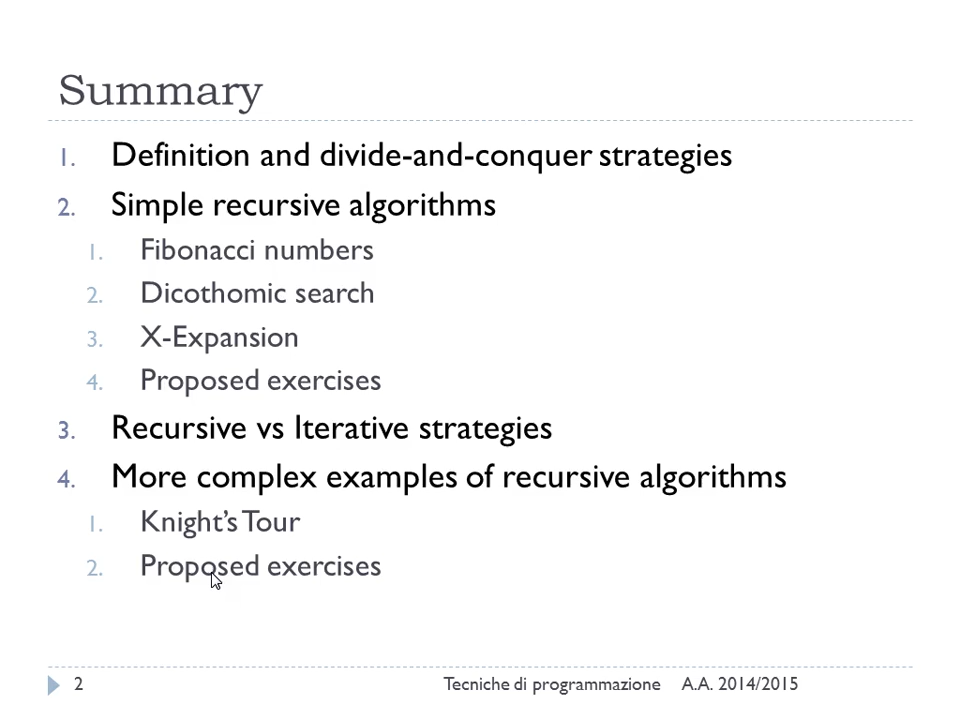 Summary
1. Definition and divide-and-conquer strategies
2. Simple recursive algorithms
1. Fibonacci numbers
2. Dicothomic search
3. X-Expansion
4. Proposed exercises
3. Recursive vs Iterative strategies
4. More complex examples of recursive algorithms
1. Knight's Tour
2. Proposed exercises
2 Tecniche di programmazione A.A. 2014/2015